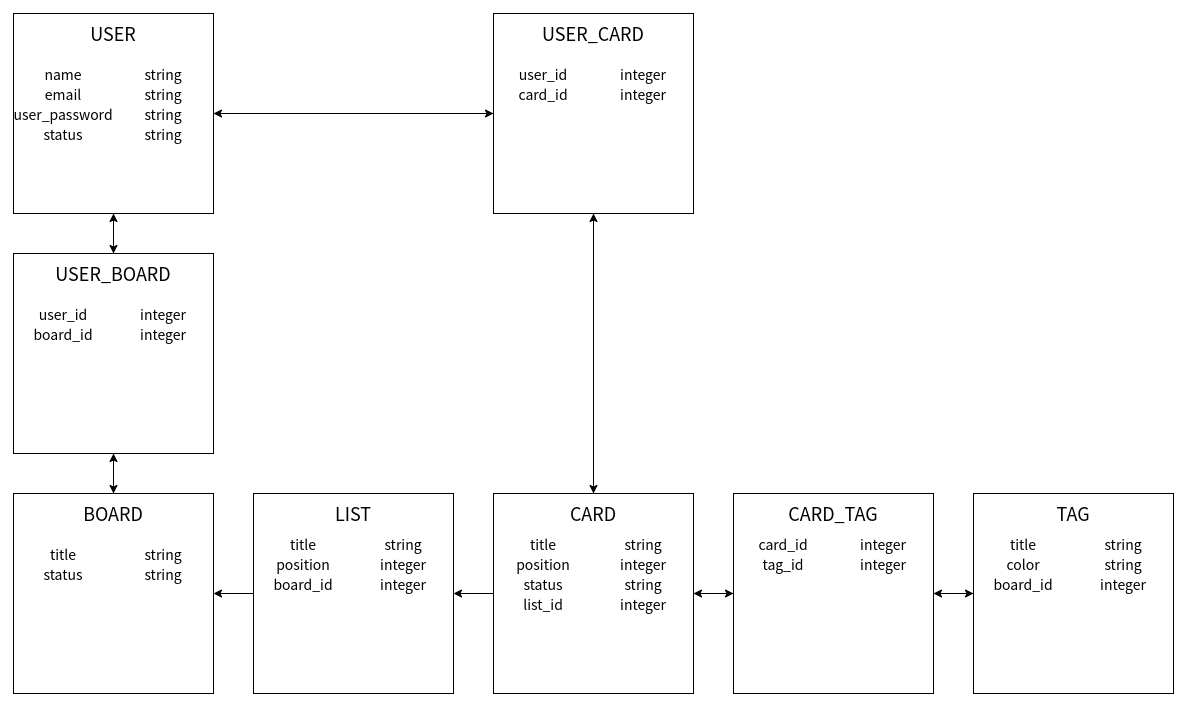 USER
name string
email string
user_password string
status string
USER_CARD
user_id integer
card_id integer
USER_BOARD
user_id integer
board_id integer
BOARD
title string
status string
LIST
title string
position integer
board_id integer
CARD
title string
position integer
status string
list_id integer
CARD_TAG
card_id integer
tag_id integer
TAG
title string
color string
board_id integer